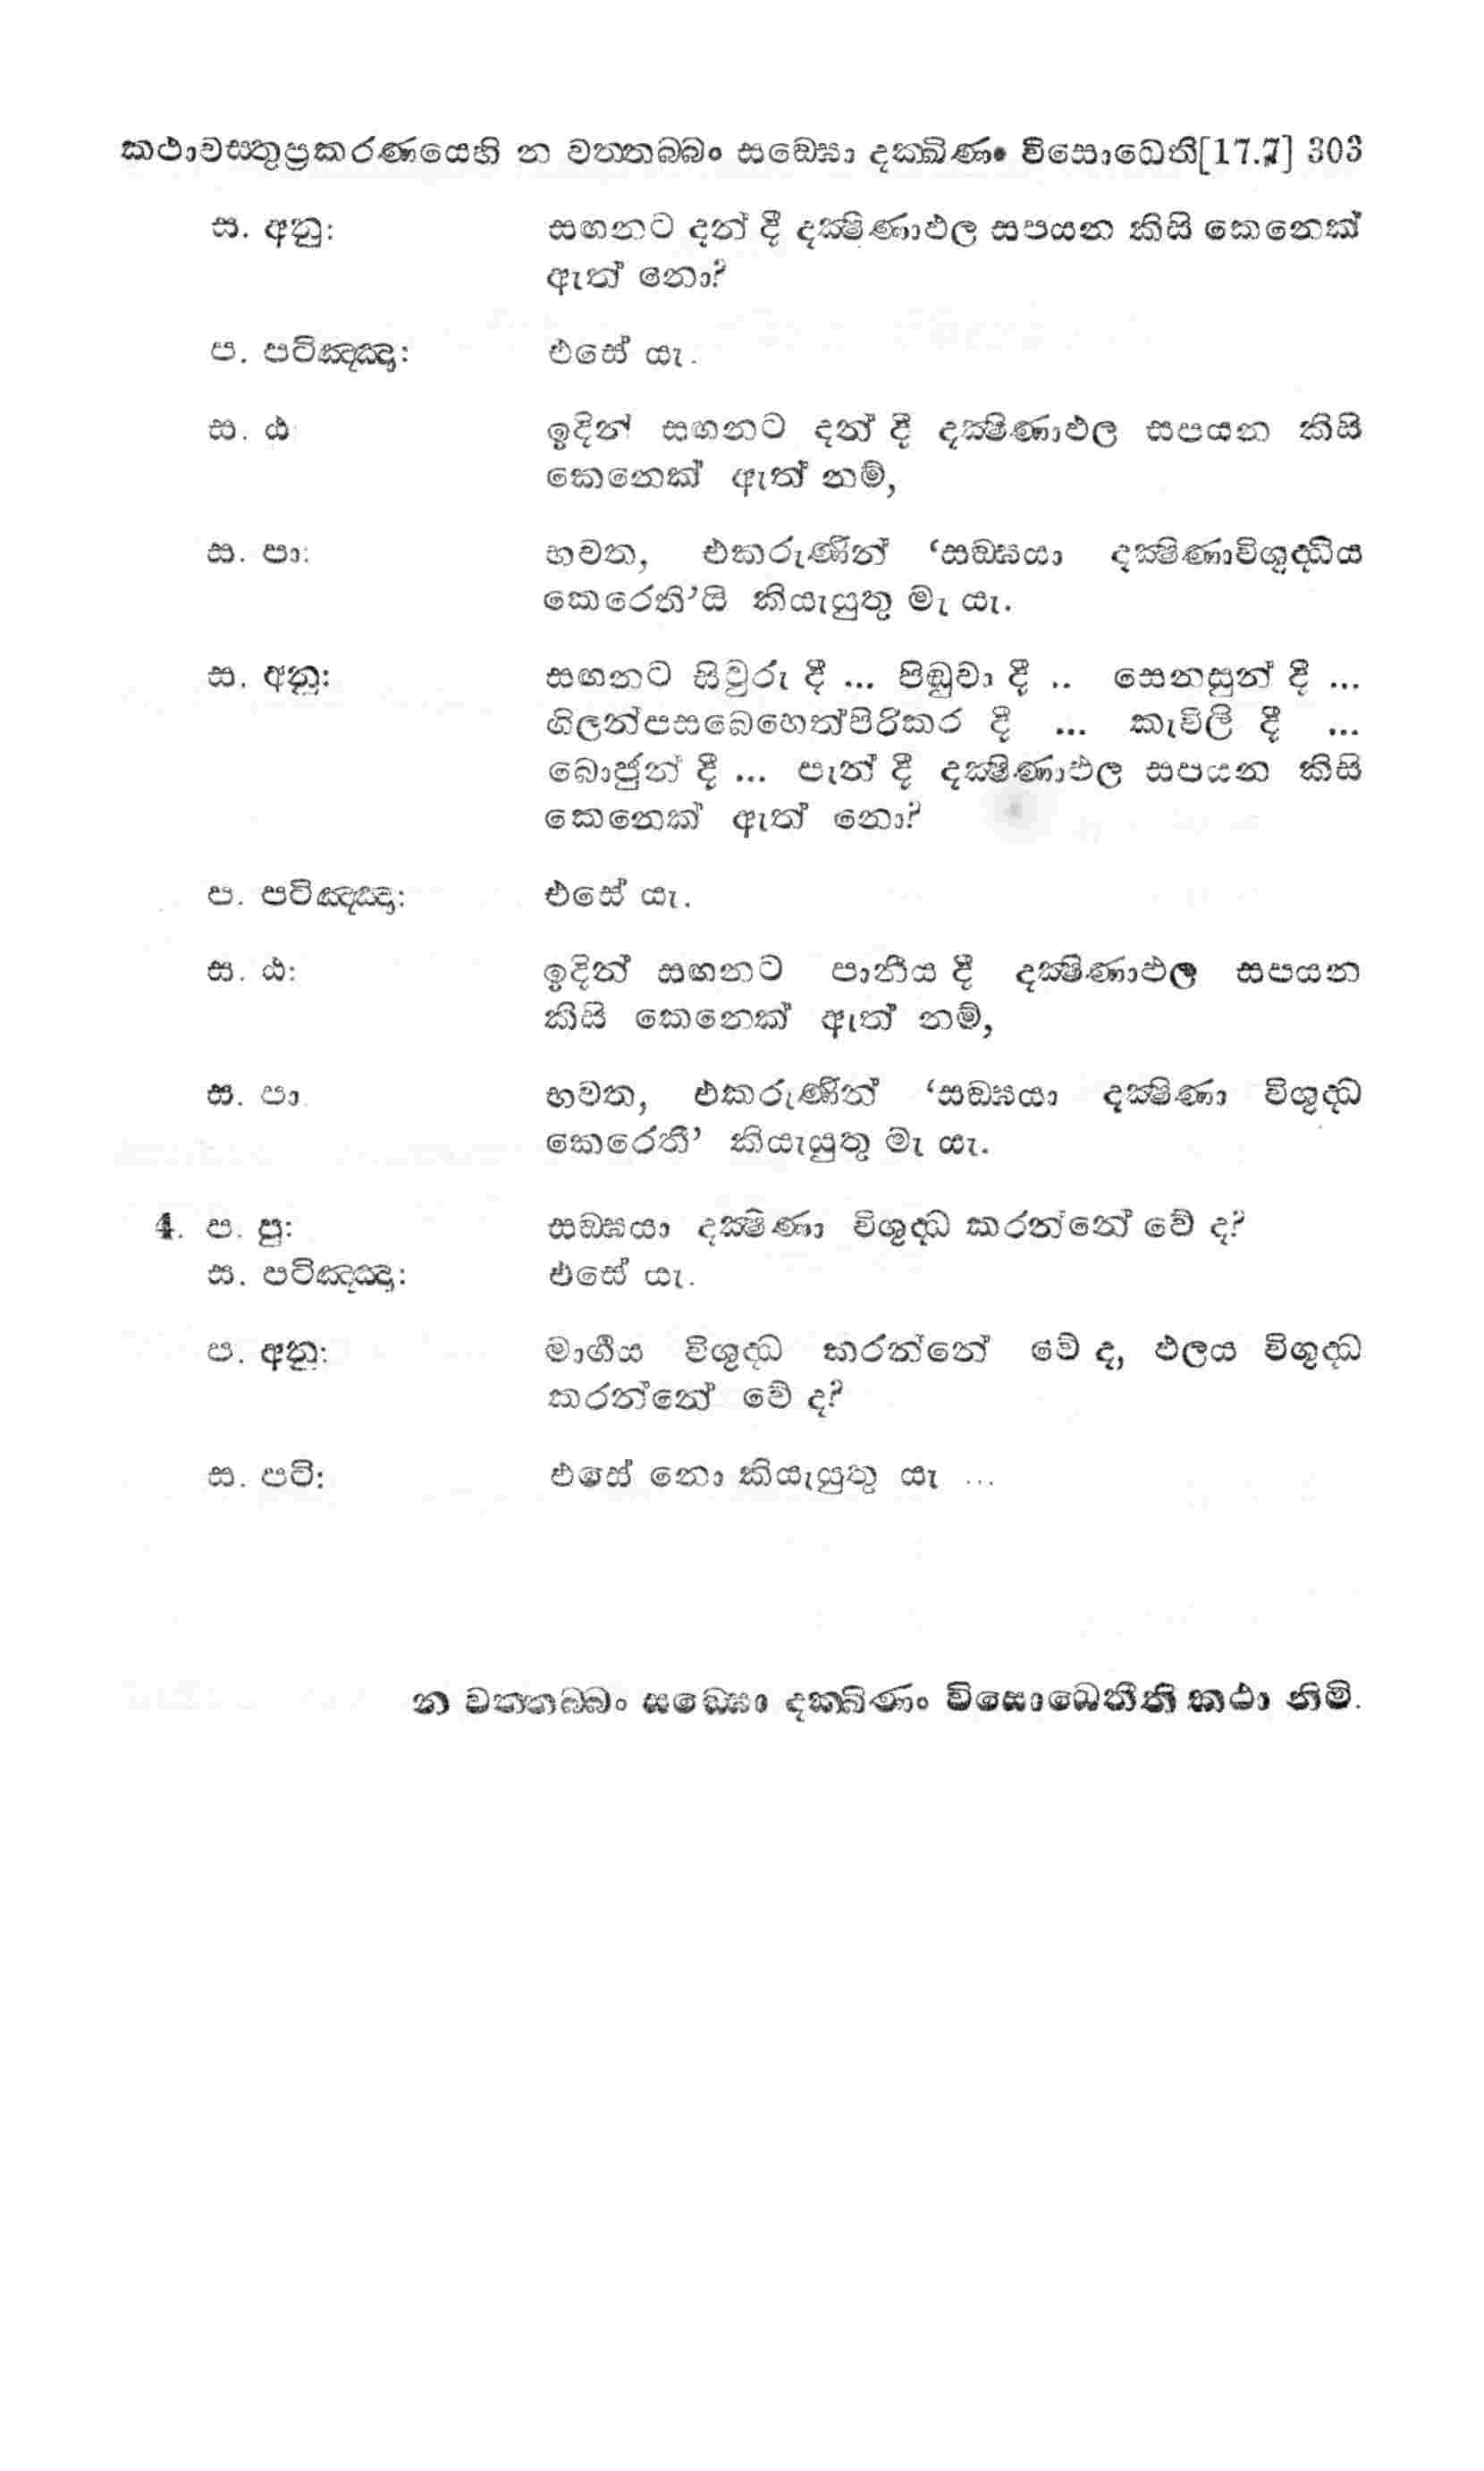 කථාවස්තුප්‍රකරණයෙහි න වත්තබ්බං සඞ්ඝො දක්ඛිණං විසොධෙති[17.7] 303
ස. අනු: සඟනට දන් දී දක්‍ෂිණාඵල සපයන කිසි කෙනෙක්
ඇත් නො?
ප. පටිඤ්ඤා: එසේ යැ.
ස. ඨ: ඉදින් සඟනට දන් දී දක්‍ෂිණාඵල සපයන කිසි
කෙනෙක් ඇත් නම්,
ස. පා: භවත, එකරුණින් ‘සඞ්ඝයා දක්‍ෂිණාවිශුද්ධිය
කෙරෙති’යි කියැයුතු මැ යැ.
ස. අනු: සඟනට සිවුරු දී ... පිඬුවා දී .. සෙනසුන් දී ...
ගිලන්පසබෙහෙත්පිරිකර දී ... කැවිලි දී ...
බොජුන් දී ... පැන් දී දක්‍ෂිණාඵල සපයන කිසි
කෙනෙක් ඇත් නො?
ප. පටිඤ්ඤා: එසේ යැ.
ස. ඨ: ඉදින් සඟනට පානීය දී දක්‍ෂිණාඵල සපයන
කිසි කෙනෙක් ඇත් නම්,
ස. පා භවත, එකරුණින් ‘සඞ්ඝයා දක්‍ෂිණා විශුද්ධ
කෙරෙතී’ කියැයුතු මැ යැ.
4. ප. පු: සඞ්ඝයා දක්‍ෂිණා විශුද්ධ කරන්නේ වේ ද?
ස. පටිඤ්ඤා: එසේ යැ.
ප. අනු: මාර්‍ගය විශුද්ධ කරන්නේ වේ ද, ඵලය විශුද්ධ
කරන්නේ වේ ද?
ස. පටි: එසේ නො කියැයුතු යැ ...
න වත්තබ්බං සඞ්ඝො දක්ඛිණං විසොධෙතීති කථා නිමි.